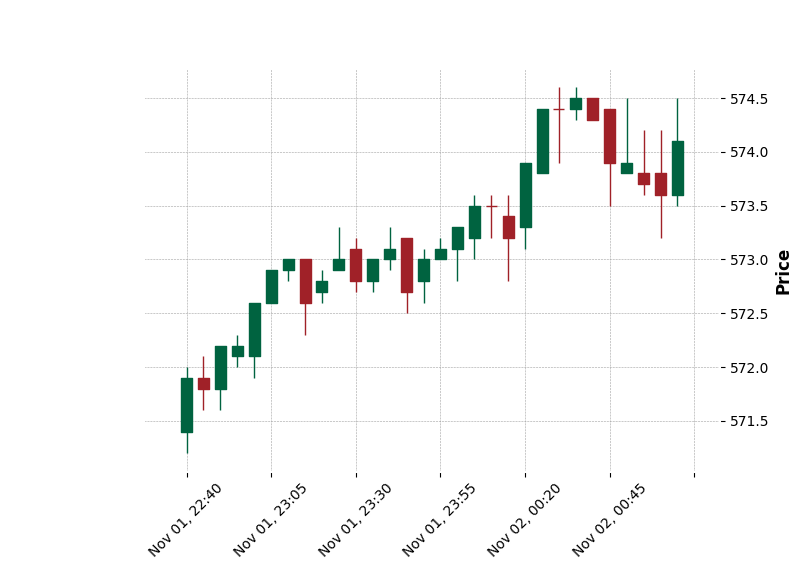 574.5
574.0
573.5
573.0
572.5
572.0
571.5
Price
Nov 01, 22:40
Nov 01, 23:05
Nov 01, 23:30
Nov 01, 23:55
Nov 02, 00:20
Nov 02, 00:45